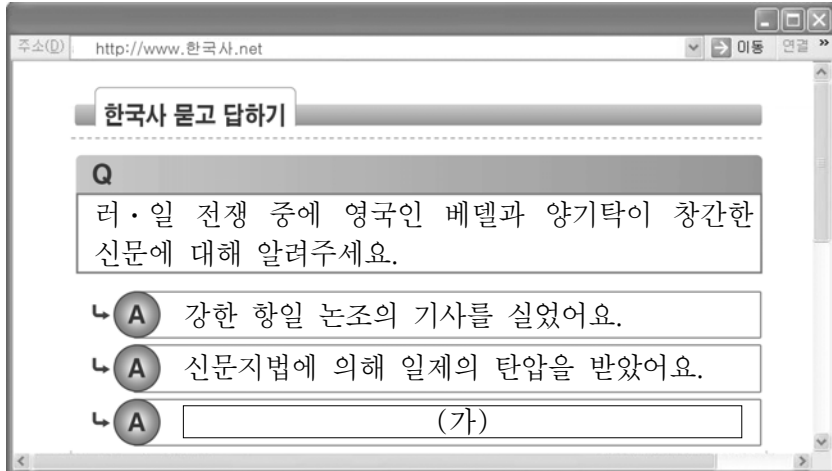 주소(D) http://www.한국사.net 이동 연결 »
한국사 묻고 답하기
Q
러·일 전쟁 중에 영국인 베델과 양기탁이 창간한
신문에 대해 알려주세요.
A 강한 항일 논조의 기사를 실었어요.
A 신문지법에 의해 일제의 탄압을 받았어요.
A (가)